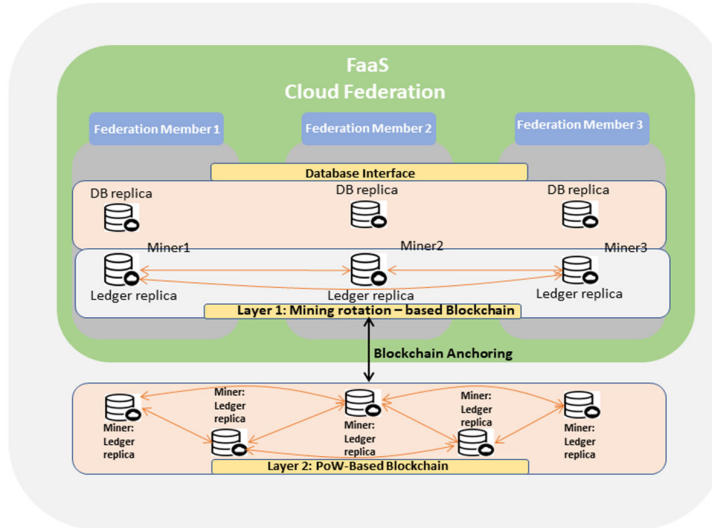 FaaS
Cloud Federation
Federation Member 1
Federation Member 2
Federation Member 3
Database Interface
DB replica
DB replica
DB replica
Miner1
Miner2
Miner3
Ledger replica
Ledger replica
Ledger replica
Layer 1: Mining rotation – based Blockchain
Blockchain Anchoring
Miner:
Ledger
replica
Miner:
Ledger
replica
Miner:
Ledger
replica
Miner:
Ledger
replica
Miner:
Ledger
replica
Layer 2: PoW-Based Blockchain